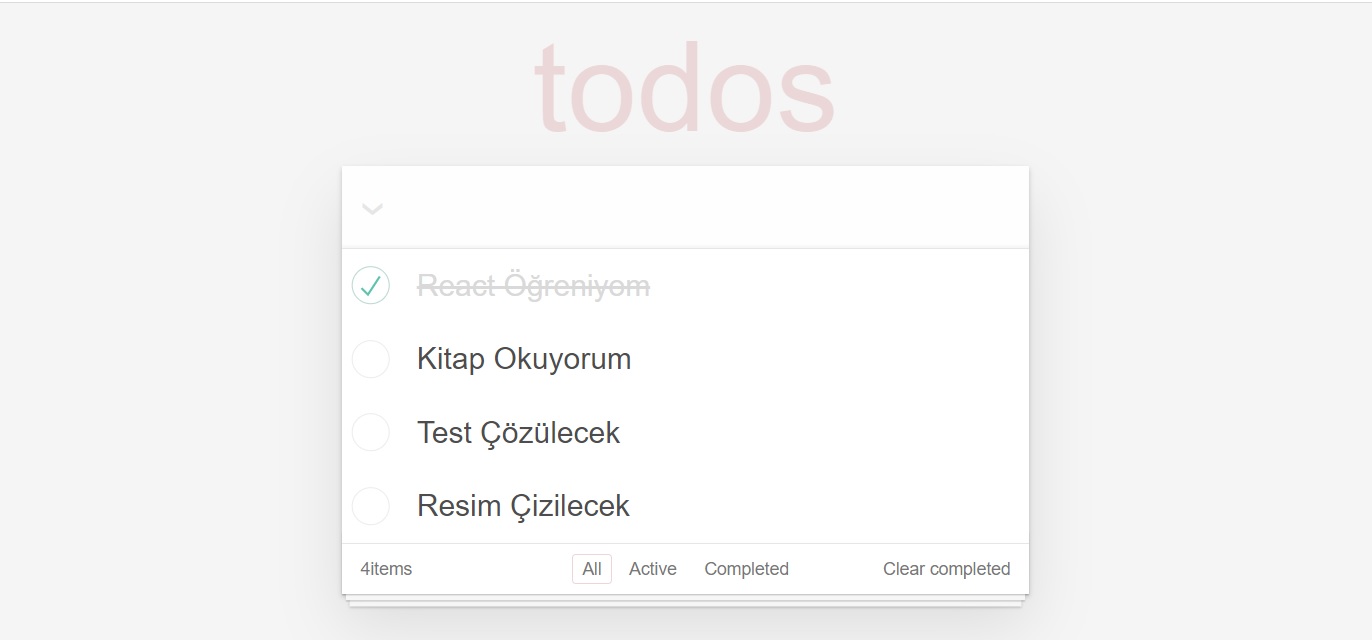 todos
React Öğreniyom
Kitap Okuyorum
Test Çözülecek
Resim Çizilecek
4items All Active Completed Clear completed